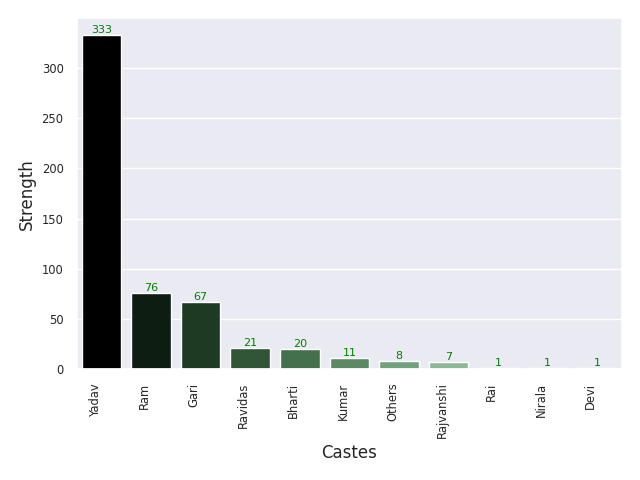 333
300
250
200
150
100
50
0
Strength
76
67
21
20
11
8
7
1
1
1
Yadav
Ram
Gari
Ravidas
Bharti
Kumar
Others
Rajvanshi
Rai
Nirala
Devi
Castes